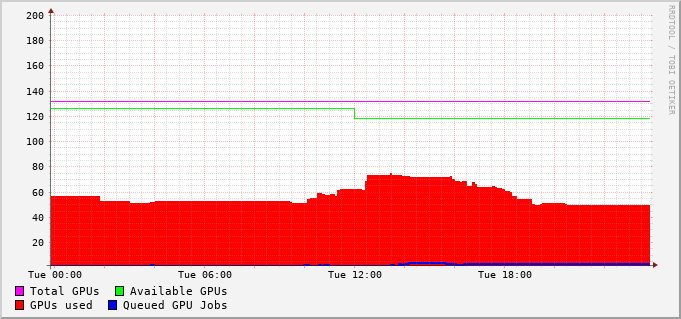 200
180
160
140
120
100
80
60
40
20
Tue 00:00 Tue 06:00 Tue 12:00 Tue 18:00
Total GPUs Available GPUs
GPUs used Queued GPU Jobs
RRDTOOL / TOBI OETIKER